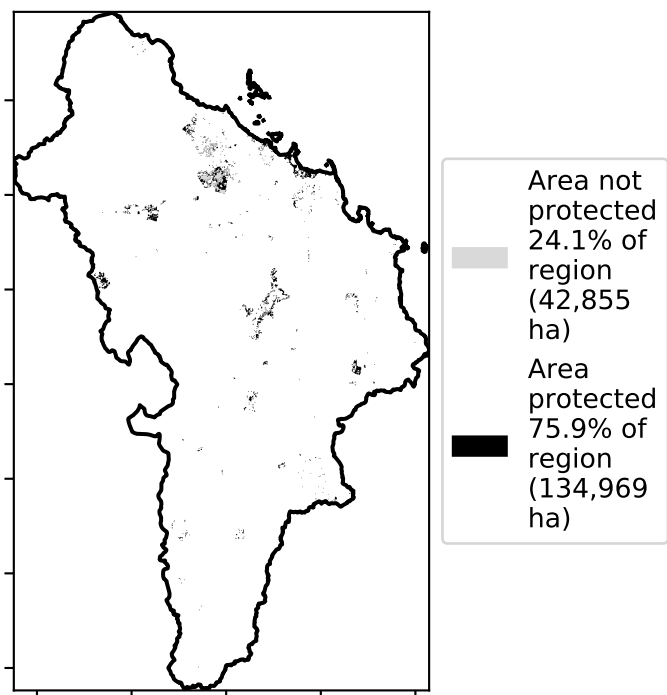 Area not
protected
24.1% of
region
(42,855
ha)
Area
protected
75.9% of
region
(134,969
ha)